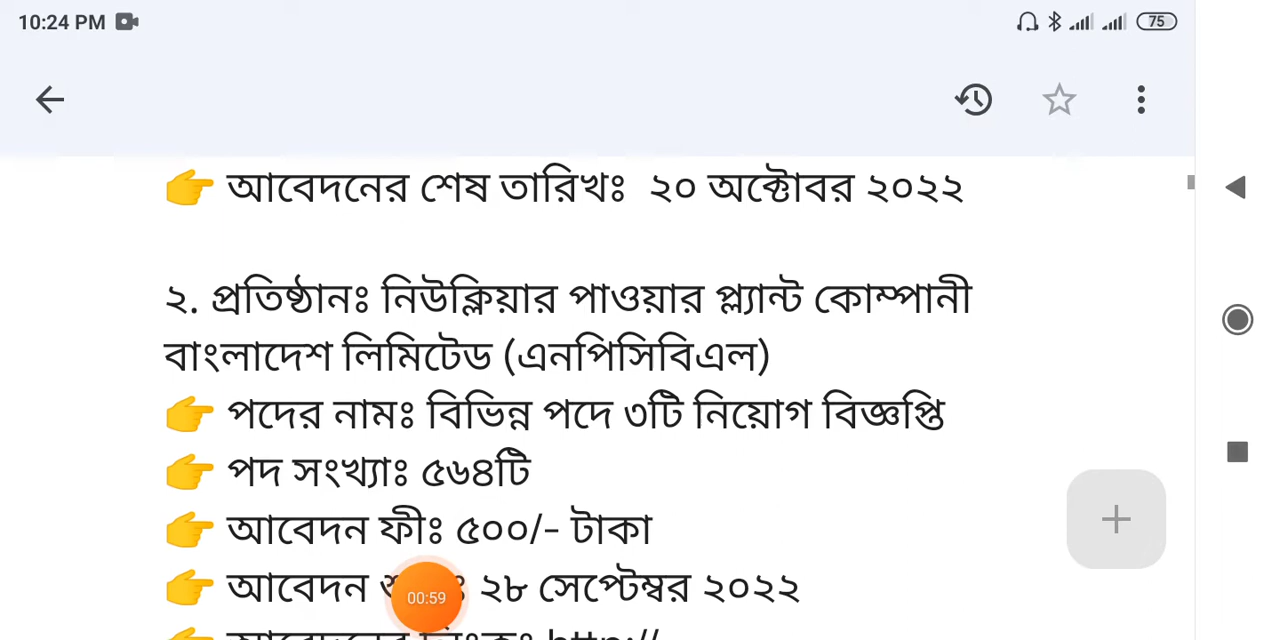 10:24 PM
75
👉 আবেদনের শেষ তারিখঃ ২০ অক্টোবর ২০২২
২. প্রতিষ্ঠানঃ নিউক্লিয়ার পাওয়ার প্ল্যান্ট কোম্পানী
বাংলাদেশ লিমিটেড (এনপিসিবিএল)
👉 পদের নামঃ বিভিন্ন পদে ৩টি নিয়োগ বিজ্ঞপ্তি
👉 পদ সংখ্যাঃ ৫৬৪টি
👉 আবেদন ফীঃ ৫০০/- টাকা
👉 আবেদন ২৮ সেপ্টেম্বর ২০২২
00:59